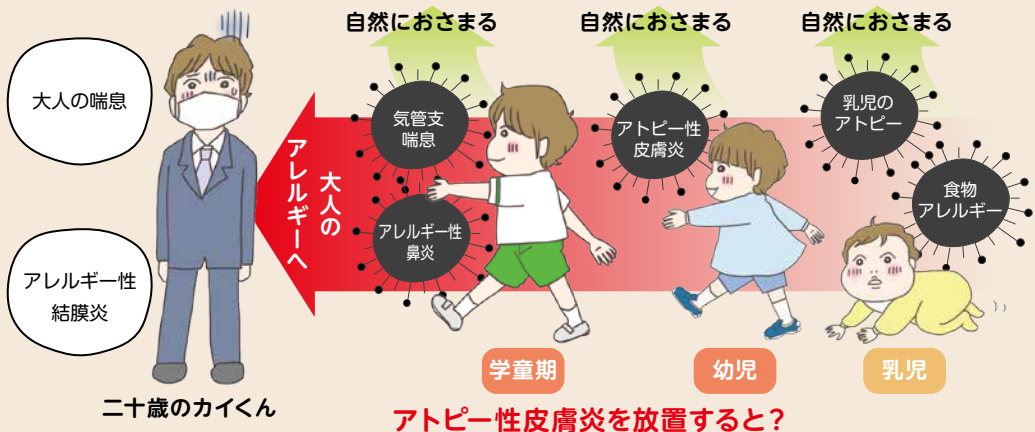 自然におさまる
自然におさまる
自然におさまる
乳児の
アトピー
食物
アレルギー
アトピー性
皮膚炎
気管支
喘息
アレルギー性
鼻炎
大人の
アレルギーへ
大人の喘息
アレルギー性
結膜炎
乳児
幼児
学童期
二十歳のカイくん
アトピー性皮膚炎を放置すると?